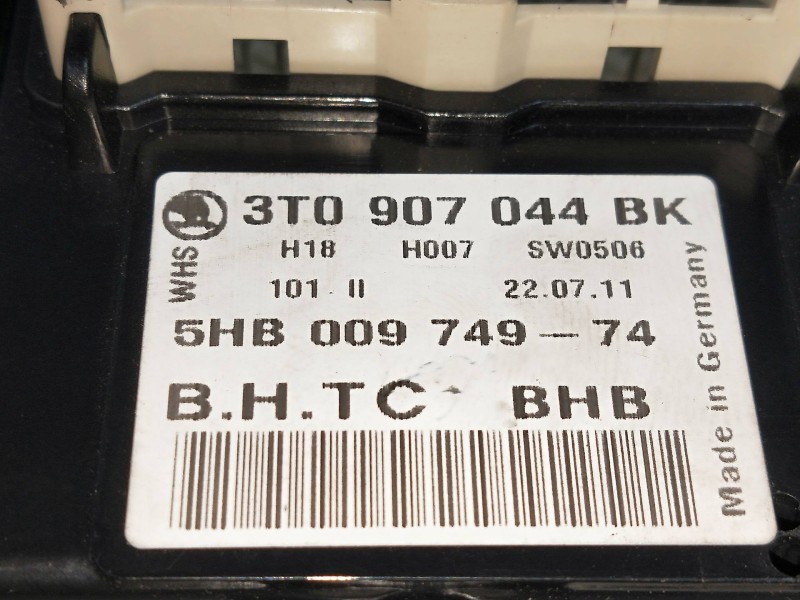 3T0 907 044 BK
WHS
H18 H007 SW0506
101 II 22.07.11
5HB 009 749-74
B.H.TC BHB
Made in Germany